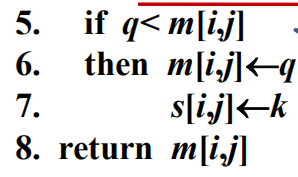 5. if q< m[i,j]
6. then m[i,j]←q
7. s[i,j]←k
8. return m[i,j]